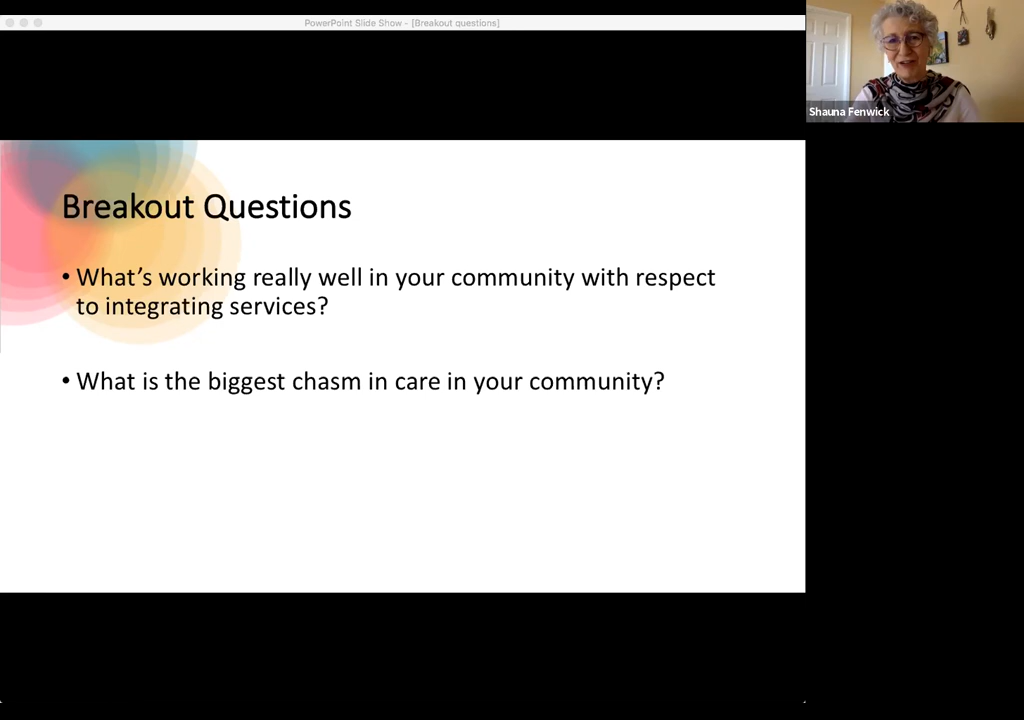 PowerPoint Slide Show - [Breakout questions]
Shauna Fenwick
Breakout Questions
• What’s working really well in your community with respect
to integrating services?
• What is the biggest chasm in care in your community?